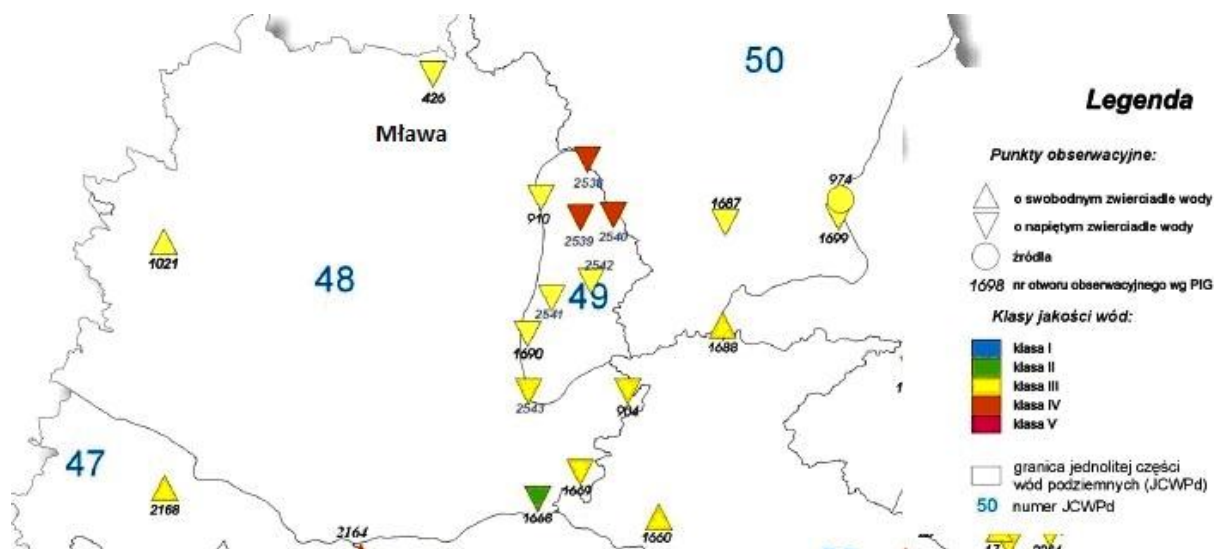 50
426
Mława
2538
910
2539
2540
1687
974
1699
1021
48
2542
49
2541
1690
1688
2543
904
47
2168
1669
1668
2164
1660
Legenda
Punkty obserwacyjne:
o swobodnym zwierciadle wody
o napiętym zwierciadle wody
źródła
1698 nr otworu obserwacyjnego wg PIG
Klasy jakości wód:
klasa I
klasa II
klasa III
klasa IV
klasa V
granica jednolitej części
wód podziemnych (JCWPd)
50 numer JCWPd